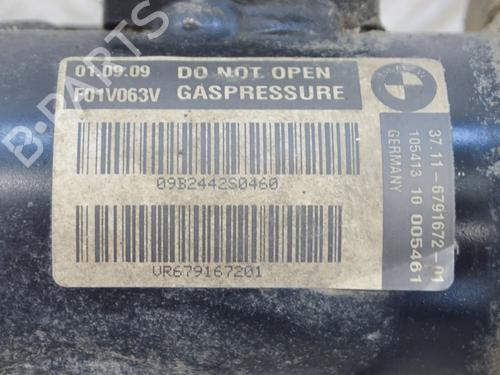 01.09.09 DO NOT OPEN
F01V063V GASPRESSURE
09B2442S0460
VR679167201
BMW
37.11-6791672-01
105413 10 005461
GERMANY
B-PARTS